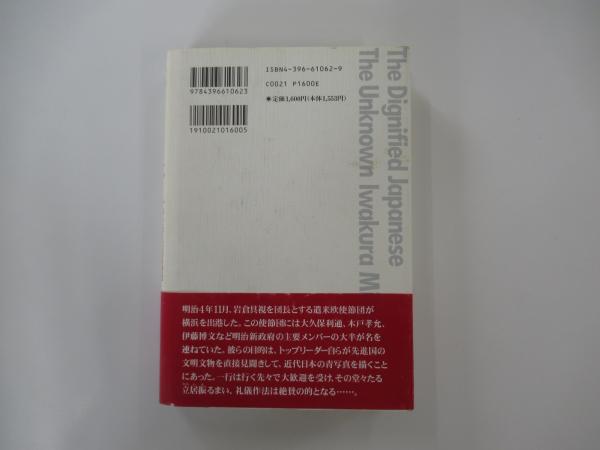 ISBN4-396-61062-9
C0021 P1600E
●定価1,600円(本体1,553円)
9784396610623
1910021016005
The Dignified Japanese
The Unknown Iwakura M
明治4年11月、岩倉具視を団長とする遣米欧使節団が
横浜を出港した。この使節団には大久保利通、木戸孝允、
伊藤博文など明治新政府の主要メンバーの大半が名を
連ねていた。彼らの目的は、トップリーダー自らが先進国の
文明文物を直接見聞きして、近代日本の青写真を描くこと
にあった。一行は行く先々で大歓迎を受け、その堂々たる
立居振るまい、礼儀作法は絶賛の的となる……。